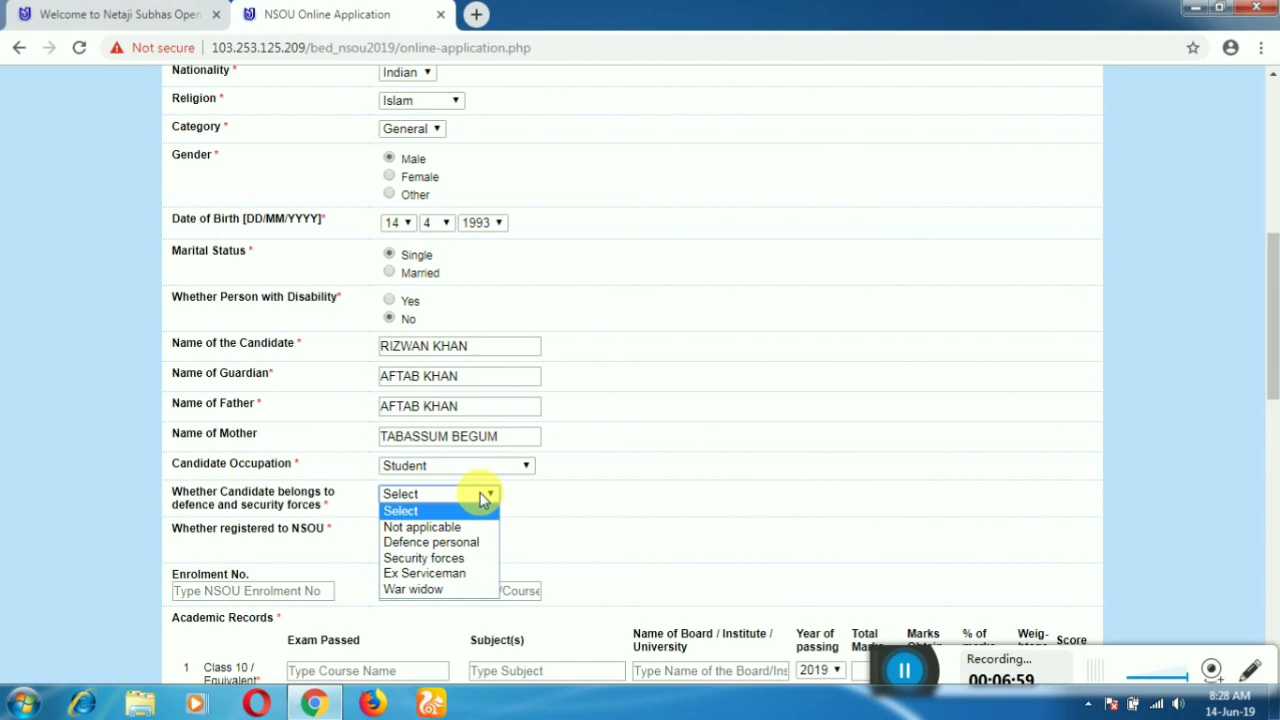 Welcome to Netaji Subhas Open
NSOU Online Application
Not secure
103.253.125.209/bed_nsou2019/online-application.php
Nationality *
Indian
Religion *
Islam
Category *
General
Gender *
Male
Female
Other
Date of Birth [DD/MM/YYYY]*
14 4 1993
Marital Status *
Single
Married
Whether Person with Disability*
Yes
No
Name of the Candidate *
RIZWAN KHAN
Name of Guardian*
AFTAB KHAN
Name of Father *
AFTAB KHAN
Name of Mother
TABASSUM BEGUM
Candidate Occupation *
Student
Whether Candidate belongs to
defence and security forces *
Select
Select
Not applicable
Defence personal
Security forces
Ex Serviceman
War widow
Whether registered to NSOU *
Enrolment No.
Type NSOU Enrolment No
/Course
Academic Records *
Exam Passed
Subject(s)
Name of Board / Institute /
University
Year of
passing
Total
% of
Weig-
Score
1
Class 10 /
Equivalent*
Type Course Name
Type Subject
Type Name of the Board/Ins
2019
Recording...
00:06:59
8:28 AM
14-Jun-19